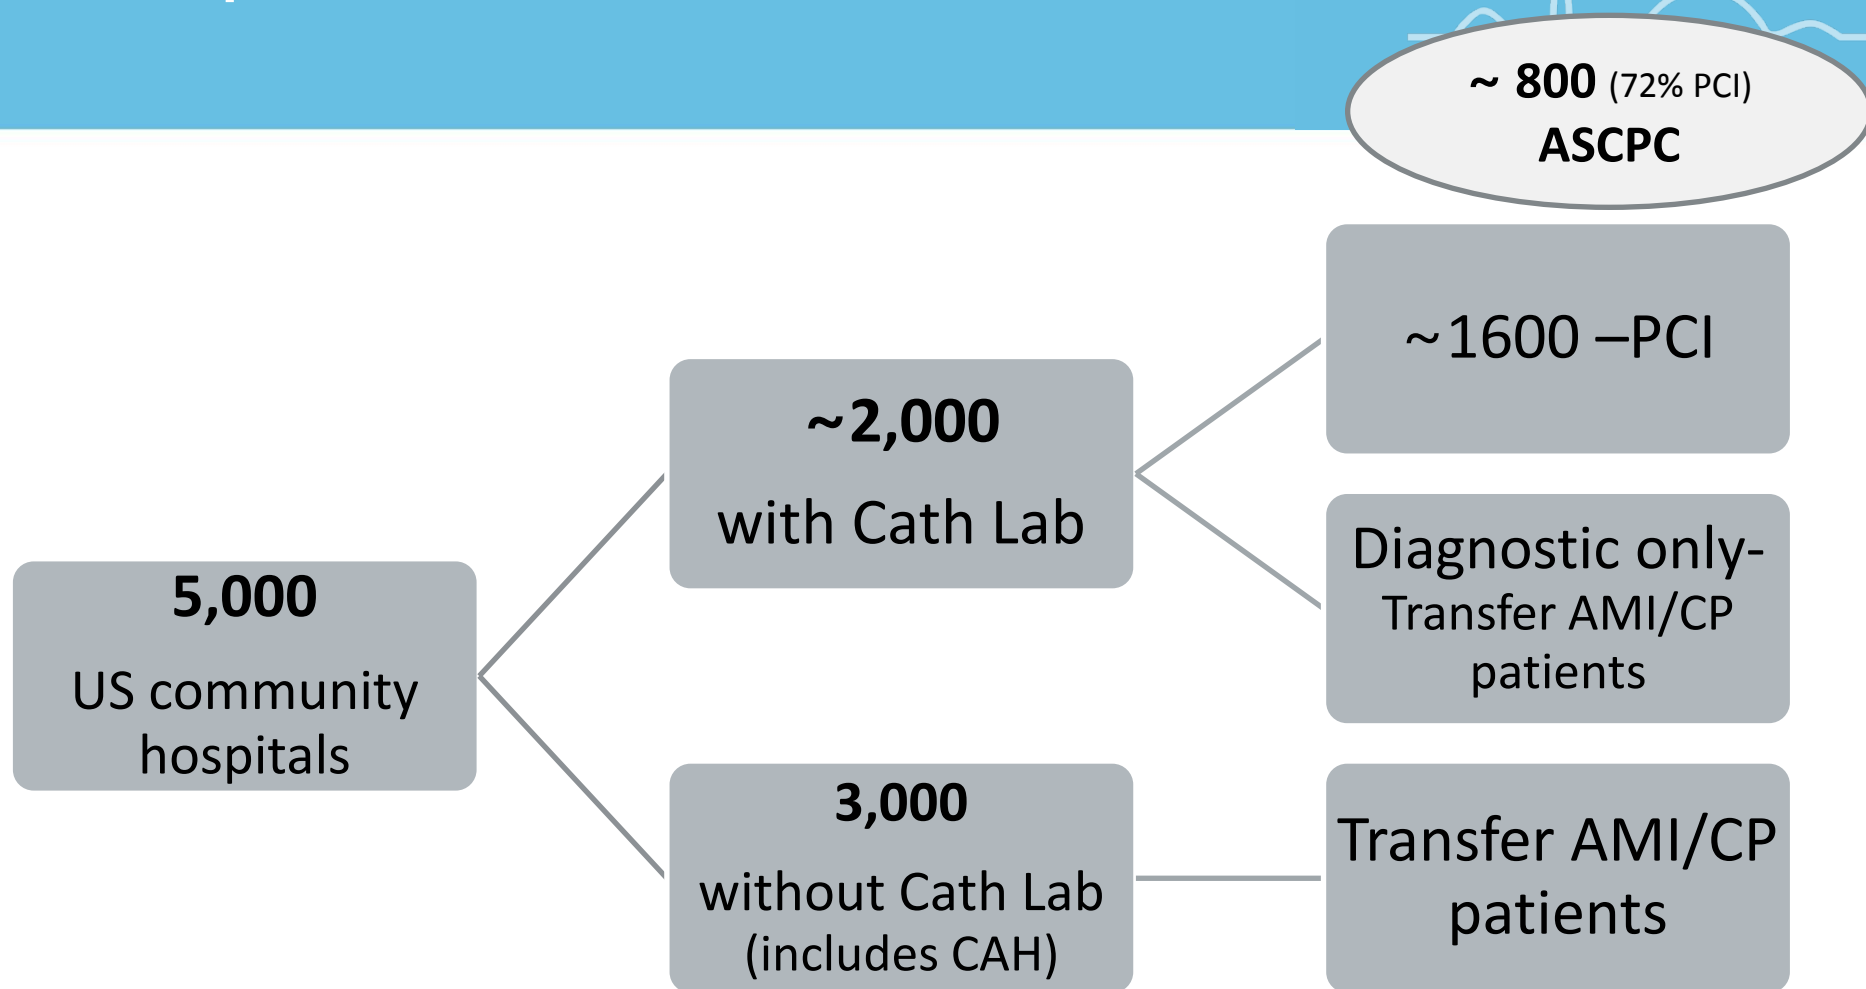 ~ 800 (72% PCI)
ASCPC
~1600 –PCI
~2,000
with Cath Lab
Diagnostic only-
Transfer AMI/CP
patients
5,000
US community
hospitals
3,000
without Cath Lab
(includes CAH)
Transfer AMI/CP
patients